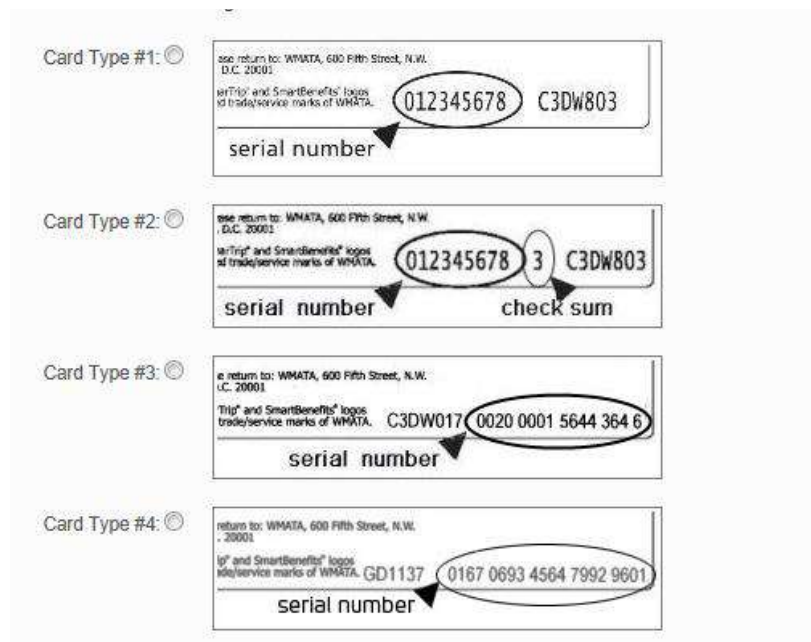 Card Type #1:
ase return to: WMATA, 600 Fifth Street, N.W.
D.C. 20001
arTrip' and SmartBenefits' logos
d trade/service marks of WMATA.
012345678 C3DW803
serial number
Card Type #2:
ase return to: WMATA, 600 Fifth Street, N.W.
. D.C. 20001
arTrip' and SmartBenefits' logos
d trade/service marks of WMATA.
012345678 3 C3DW803
serial number check sum
Card Type #3:
e return to: WMATA, 600 Fifth Street, N.W.
.C. 20001
Trip' and SmartBenefits' logos
trade/service marks of WMATA.
C3DW017 0020 0001 5644 364 6
serial number
Card Type #4:
return to: WMATA, 600 Fifth Street, N.W.
. 20001
ip' and SmartBenefits' logos
de/service marks of WMATA.
GD1137 0167 0693 4564 7992 9601
serial number